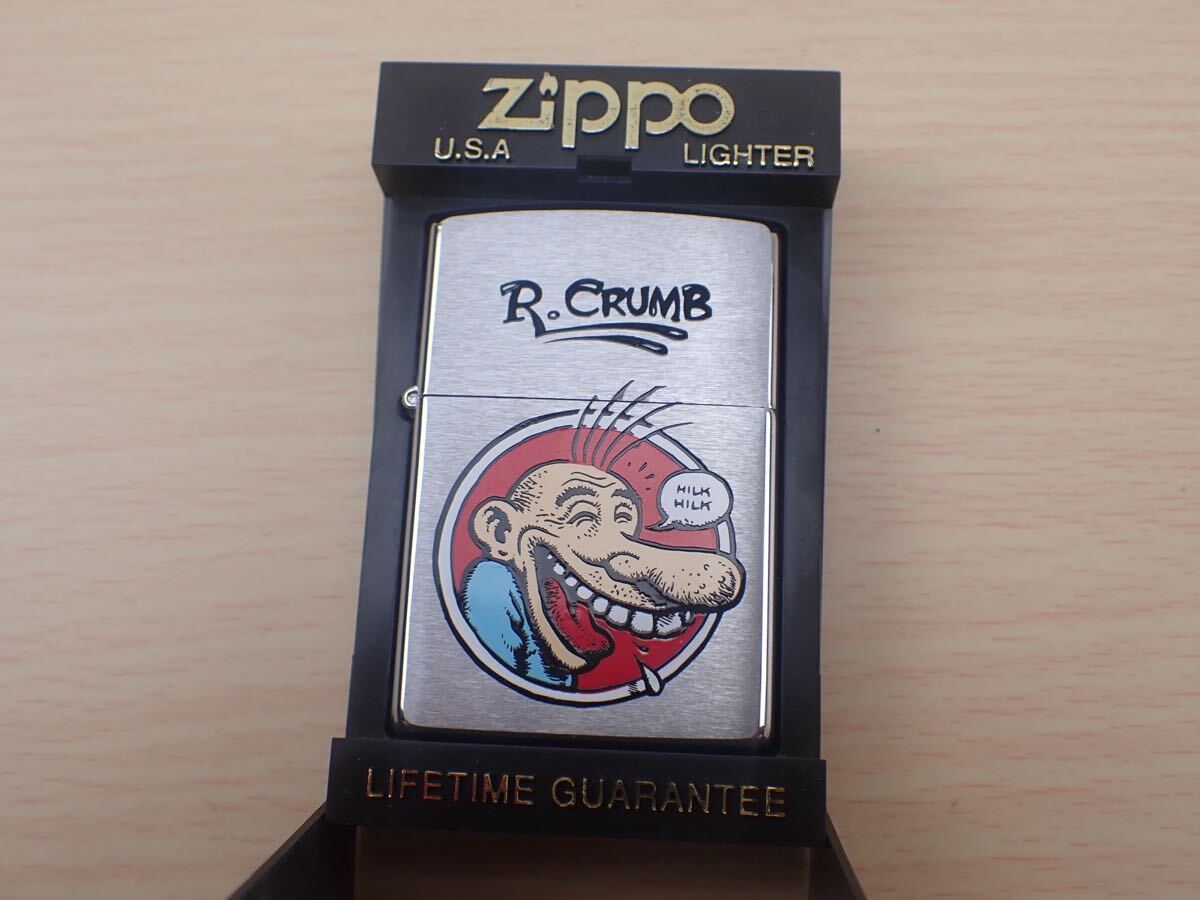 Zippo
U.S.A LIGHTER
R. CRUMB
HILK
HILK
LIFETIME GUARANTEE